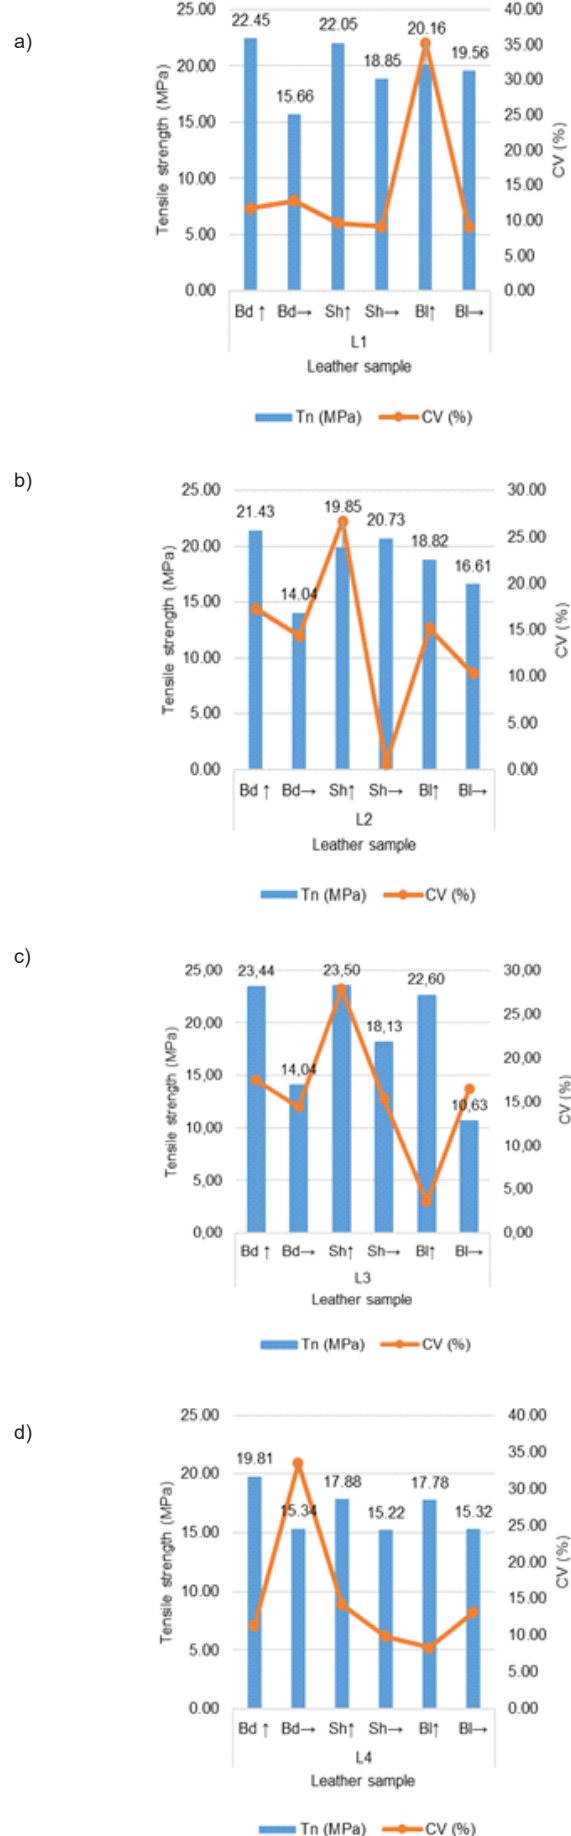 a)
25.00
20.00
15.00
10.00
5.00
0.00
Tensile strength (MPa)
22.45
15.66
22.05
18.85
20.16
19.56
40.00
35.00
30.00
25.00
20.00
15.00
10.00
5.00
0.00
CV (%)
Bd ↑ Bd→ Sh↑ Sh→ Bl↑ Bl→
L1
Leather sample
Tn (MPa) CV (%)
b)
25.00
20.00
15.00
10.00
5.00
0.00
Tensile strength (MPa)
21.43
14.04
19.85
20.73
18.82
16.61
30.00
25.00
20.00
15.00
10.00
5.00
0.00
CV (%)
Bd ↑ Bd→ Sh↑ Sh→ Bl↑ Bl→
L2
Leather sample
Tn (MPa) CV (%)
c)
25,00
20,00
15,00
10,00
5,00
0,00
Tensile strength (MPa)
23,44
14,04
23,50
18,13
22,60
10,63
30,00
25,00
20,00
15,00
10,00
5,00
0,00
CV (%)
Bd ↑ Bd→ Sh↑ Sh→ Bl↑ Bl→
L3
Leather sample
Tn (MPa) CV (%)
d)
25.00
20.00
15.00
10.00
5.00
0.00
Tensile strength (MPa)
19.81
15.34
17.88
15.22
17.78
15.32
40.00
35.00
30.00
25.00
20.00
15.00
10.00
5.00
0.00
CV (%)
Bd ↑ Bd→ Sh↑ Sh→ Bl↑ Bl→
L4
Leather sample
Tn (MPa) CV (%)